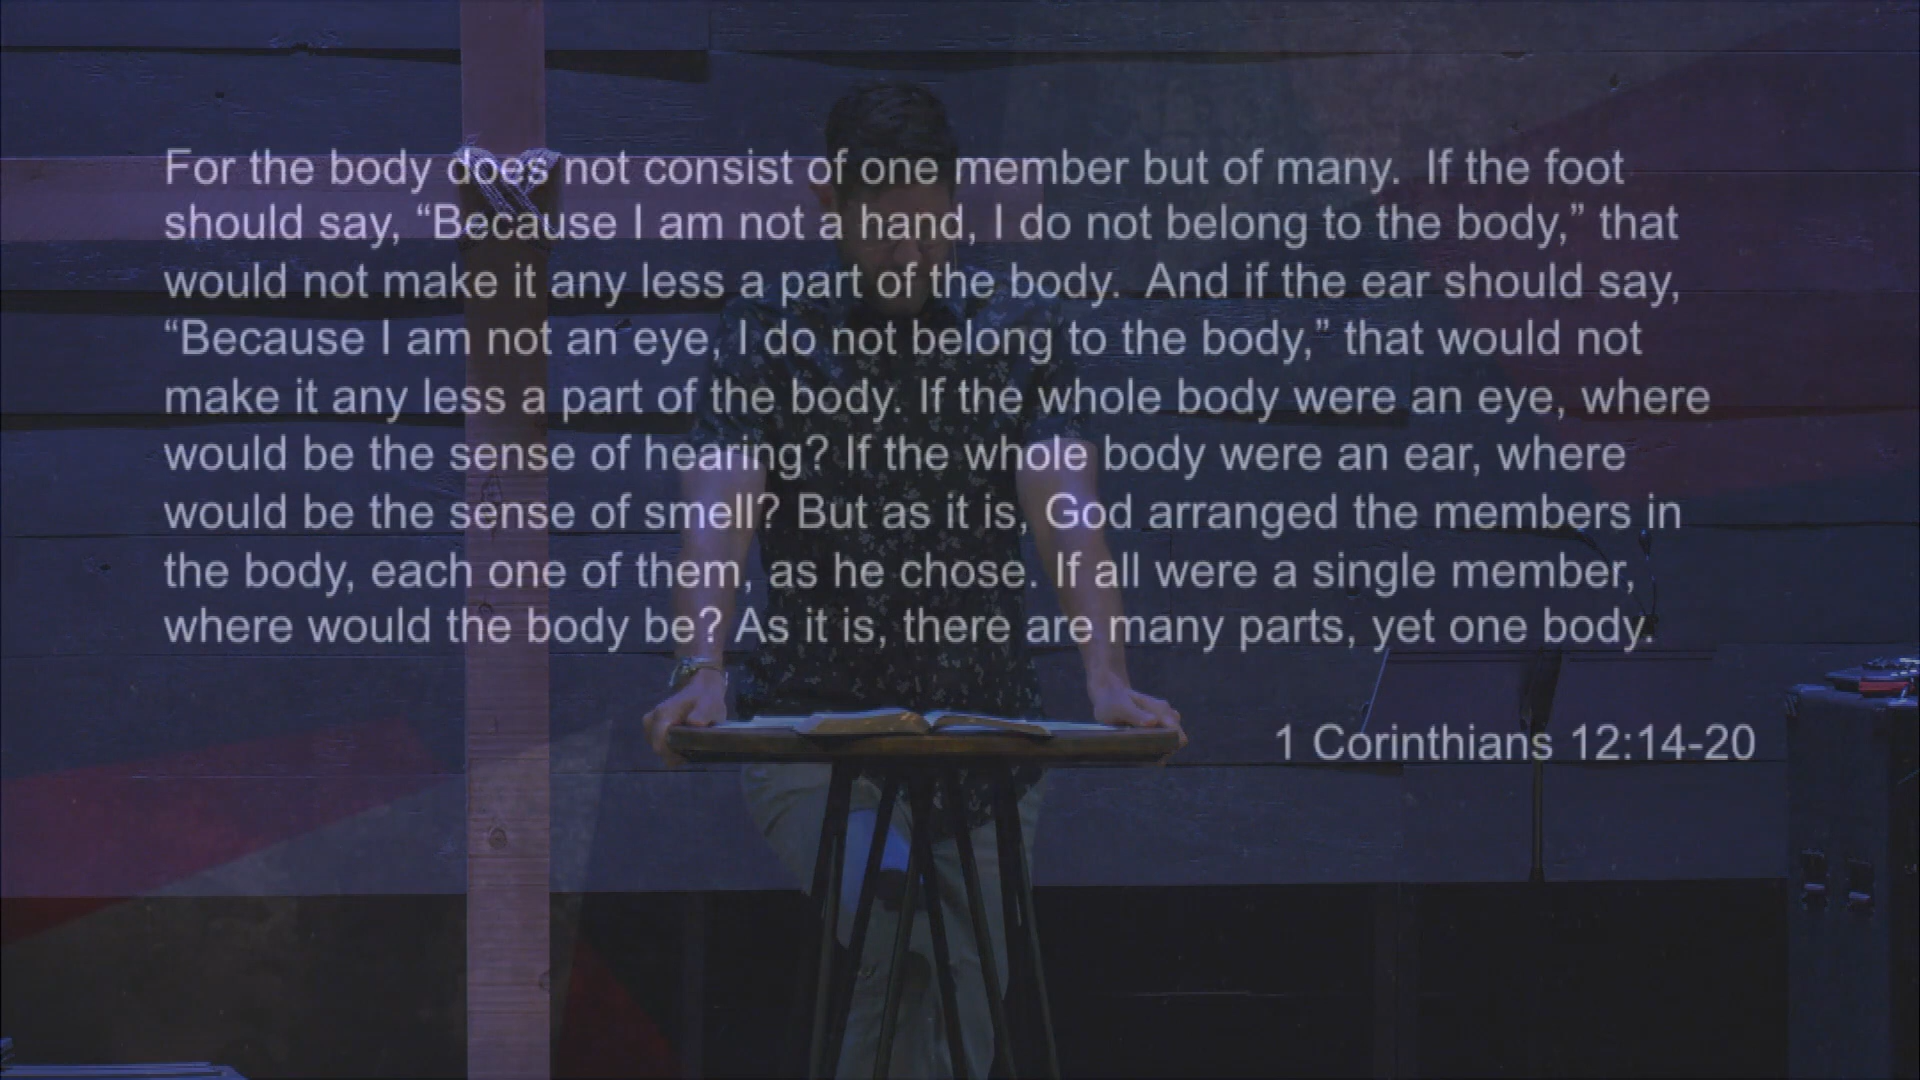 For the body does not consist of one member but of many.  If the foot
should say, “Because I am not a hand, I do not belong to the body,” that
would not make it any less a part of the body.  And if the ear should say,
“Because I am not an eye, I do not belong to the body,” that would not
make it any less a part of the body. If the whole body were an eye, where
would be the sense of hearing? If the whole body were an ear, where
would be the sense of smell? But as it is, God arranged the members in
the body, each one of them, as he chose. If all were a single member,
where would the body be? As it is, there are many parts, yet one body.
1 Corinthians 12:14-20